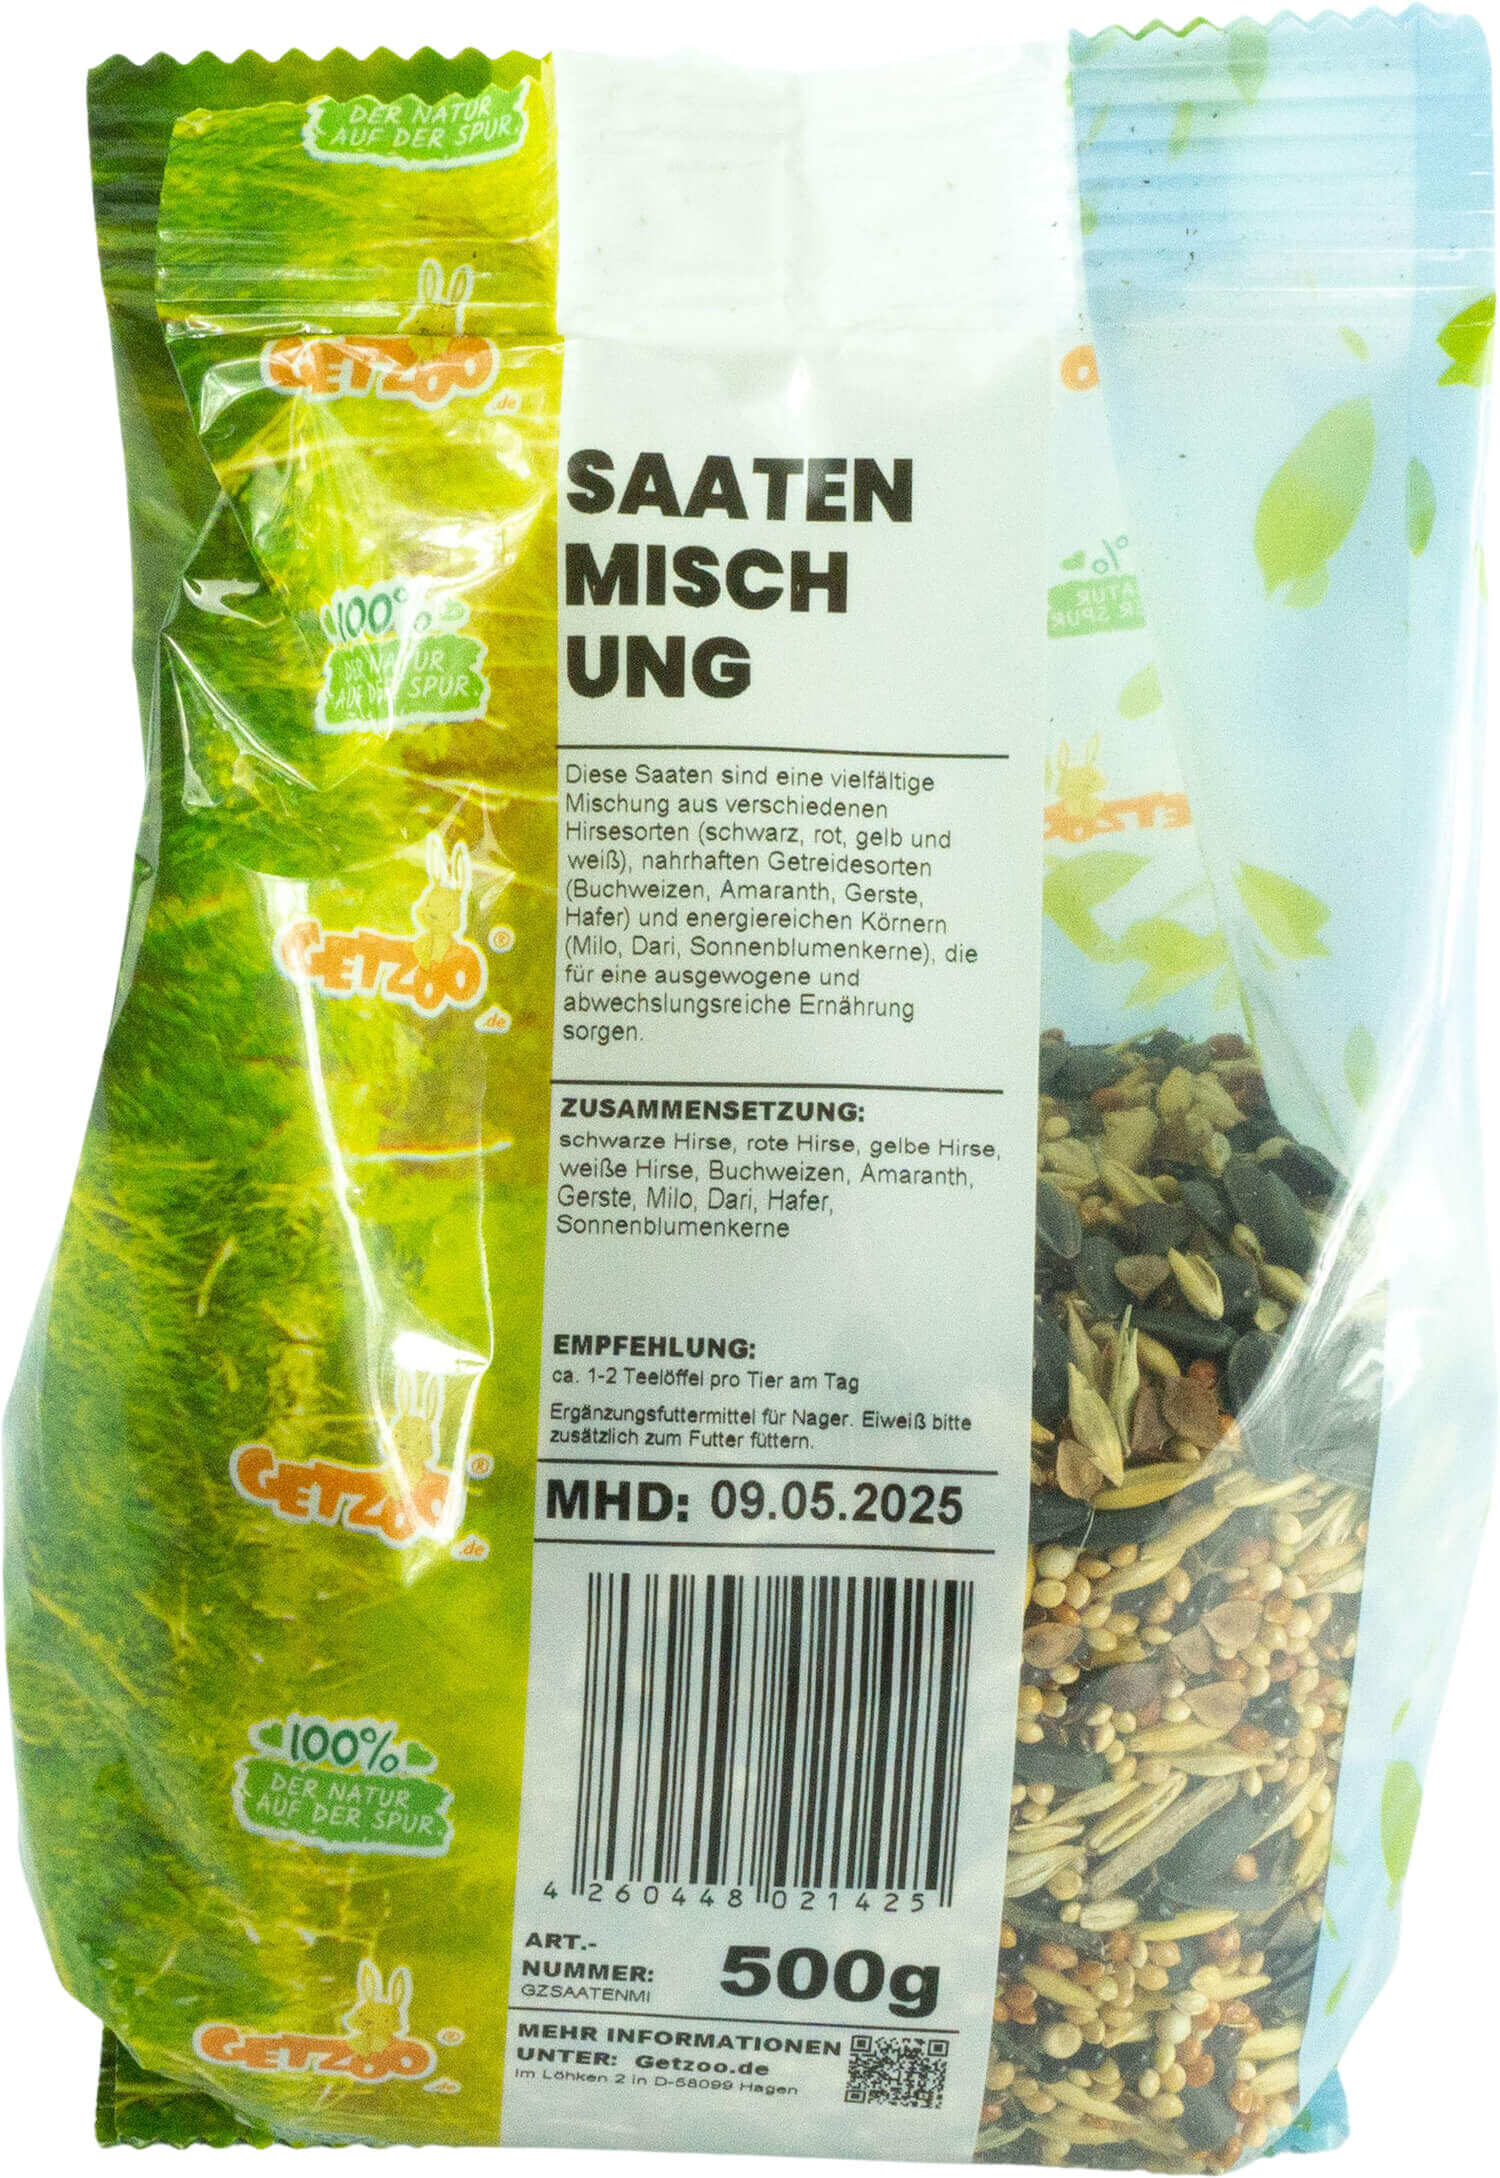 DER NATUR
AUF DER SPUR
GETZOO
.de
100%
DER NATUR
AUF DER SPUR
GETZOO®
.de
GETZOO®
.de
100%
DER NATUR
AUF DER SPUR
GETZOO®
.de
SAATEN
MISCH
UNG
Diese Saaten sind eine vielfältige
Mischung aus verschiedenen
Hirsesorten (schwarz, rot, gelb und
weiß), nahrhaften Getreidesorten
(Buchweizen, Amaranth, Gerste,
Hafer) und energiereichen Körnern
(Milo, Dari, Sonnenblumenkerne), die
für eine ausgewogene und
abwechslungsreiche Ernährung
sorgen.
ZUSAMMENSETZUNG:
schwarze Hirse, rote Hirse, gelbe Hirse,
weiße Hirse, Buchweizen, Amaranth,
Gerste, Milo, Dari, Hafer,
Sonnenblumenkerne
EMPFEHLUNG:
ca. 1-2 Teelöffel pro Tier am Tag
Ergänzungsfuttermittel für Nager. Eiweiß bitte
zusätzlich zum Futter füttern.
MHD: 09.05.2025
4 260448 021425
ART.-
NUMMER:
GZSAATENMI
500g
MEHR INFORMATIONEN
UNTER: Getzoo.de
Im Löhken 2 in D-58099 Hagen